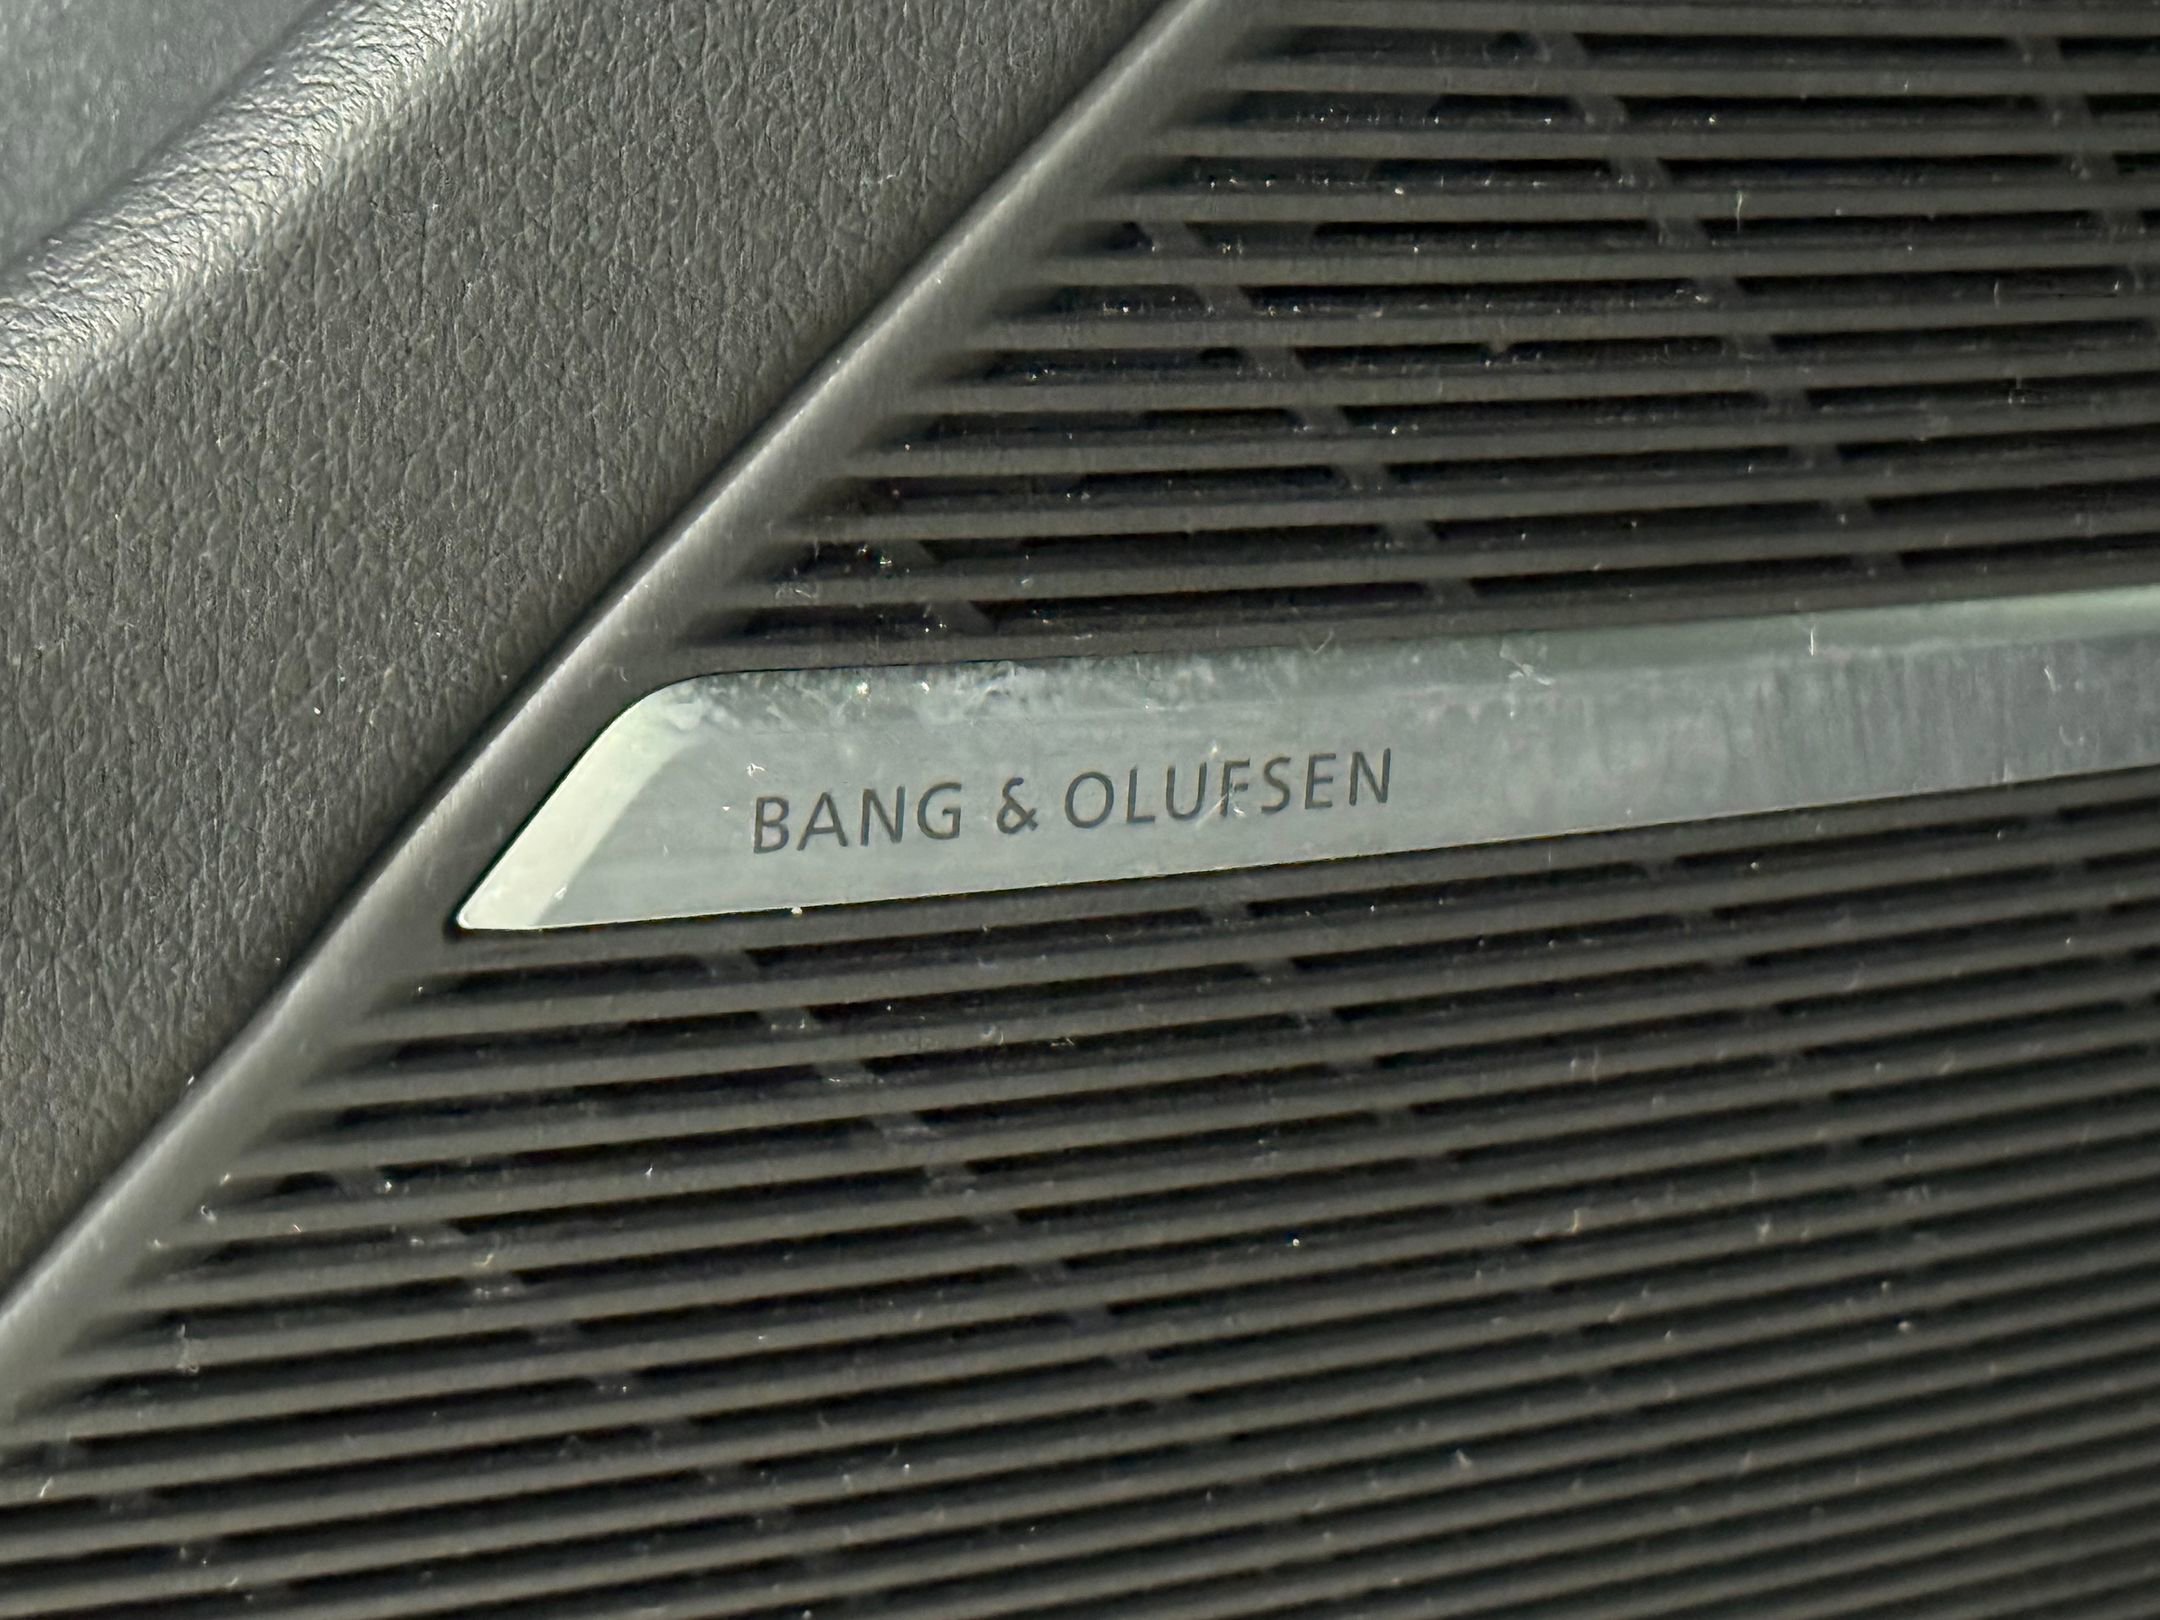 BANG & OLUFSEN